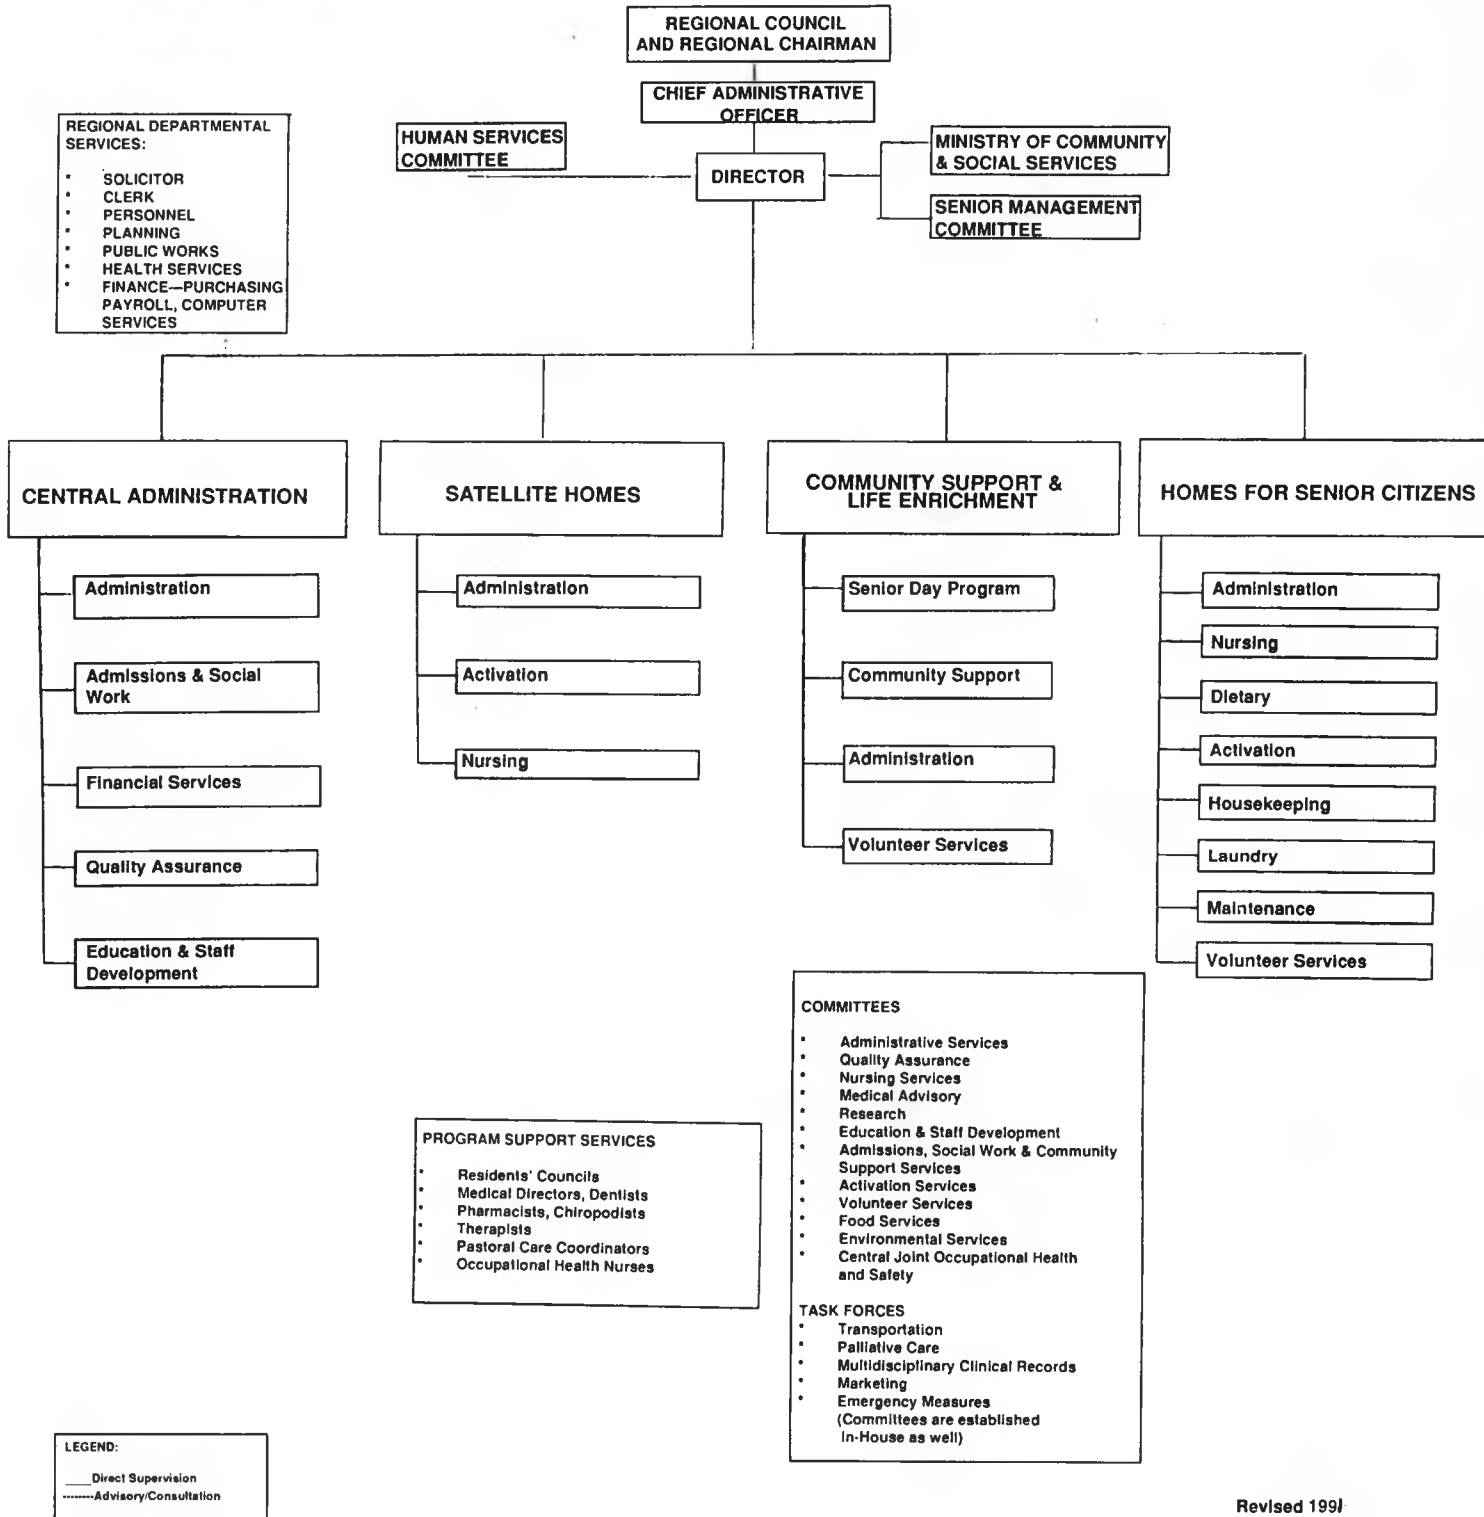 REGIONAL COUNCIL
AND REGIONAL CHAIRMAN
CHIEF ADMINISTRATIVE
OFFICER
REGIONAL DEPARTMENTAL
SERVICES:
* SOLICITOR
* CLERK
* PERSONNEL
* PLANNING
* PUBLIC WORKS
* HEALTH SERVICES
* FINANCE—PURCHASING
PAYROLL, COMPUTER
SERVICES
HUMAN SERVICES
COMMITTEE
DIRECTOR
MINISTRY OF COMMUNITY
& SOCIAL SERVICES
SENIOR MANAGEMENT
COMMITTEE
CENTRAL ADMINISTRATION
Administration
Admissions & Social
Work
Financial Services
Quality Assurance
Education & Staff
Development
SATELLITE HOMES
Administration
Activation
Nursing
COMMUNITY SUPPORT &
LIFE ENRICHMENT
Senior Day Program
Community Support
Administration
Volunteer Services
HOMES FOR SENIOR CITIZENS
Administration
Nursing
Dietary
Activation
Housekeeping
Laundry
Maintenance
Volunteer Services
PROGRAM SUPPORT SERVICES
* Residents' Councils
* Medical Directors, Dentists
* Pharmacists, Chiropodists
* Therapists
* Pastoral Care Coordinators
* Occupational Health Nurses
COMMITTEES
* Administrative Services
* Quality Assurance
* Nursing Services
* Medical Advisory
* Research
* Education & Staff Development
* Admissions, Social Work & Community
Support Services
* Activation Services
* Volunteer Services
* Food Services
* Environmental Services
* Central Joint Occupational Health
and Safety
TASK FORCES
* Transportation
* Palliative Care
* Multidisciplinary Clinical Records
* Marketing
* Emergency Measures
(Committees are established
In-House as well)
LEGEND:
____Direct Supervision
--------Advisory/Consultation
Revised 1991